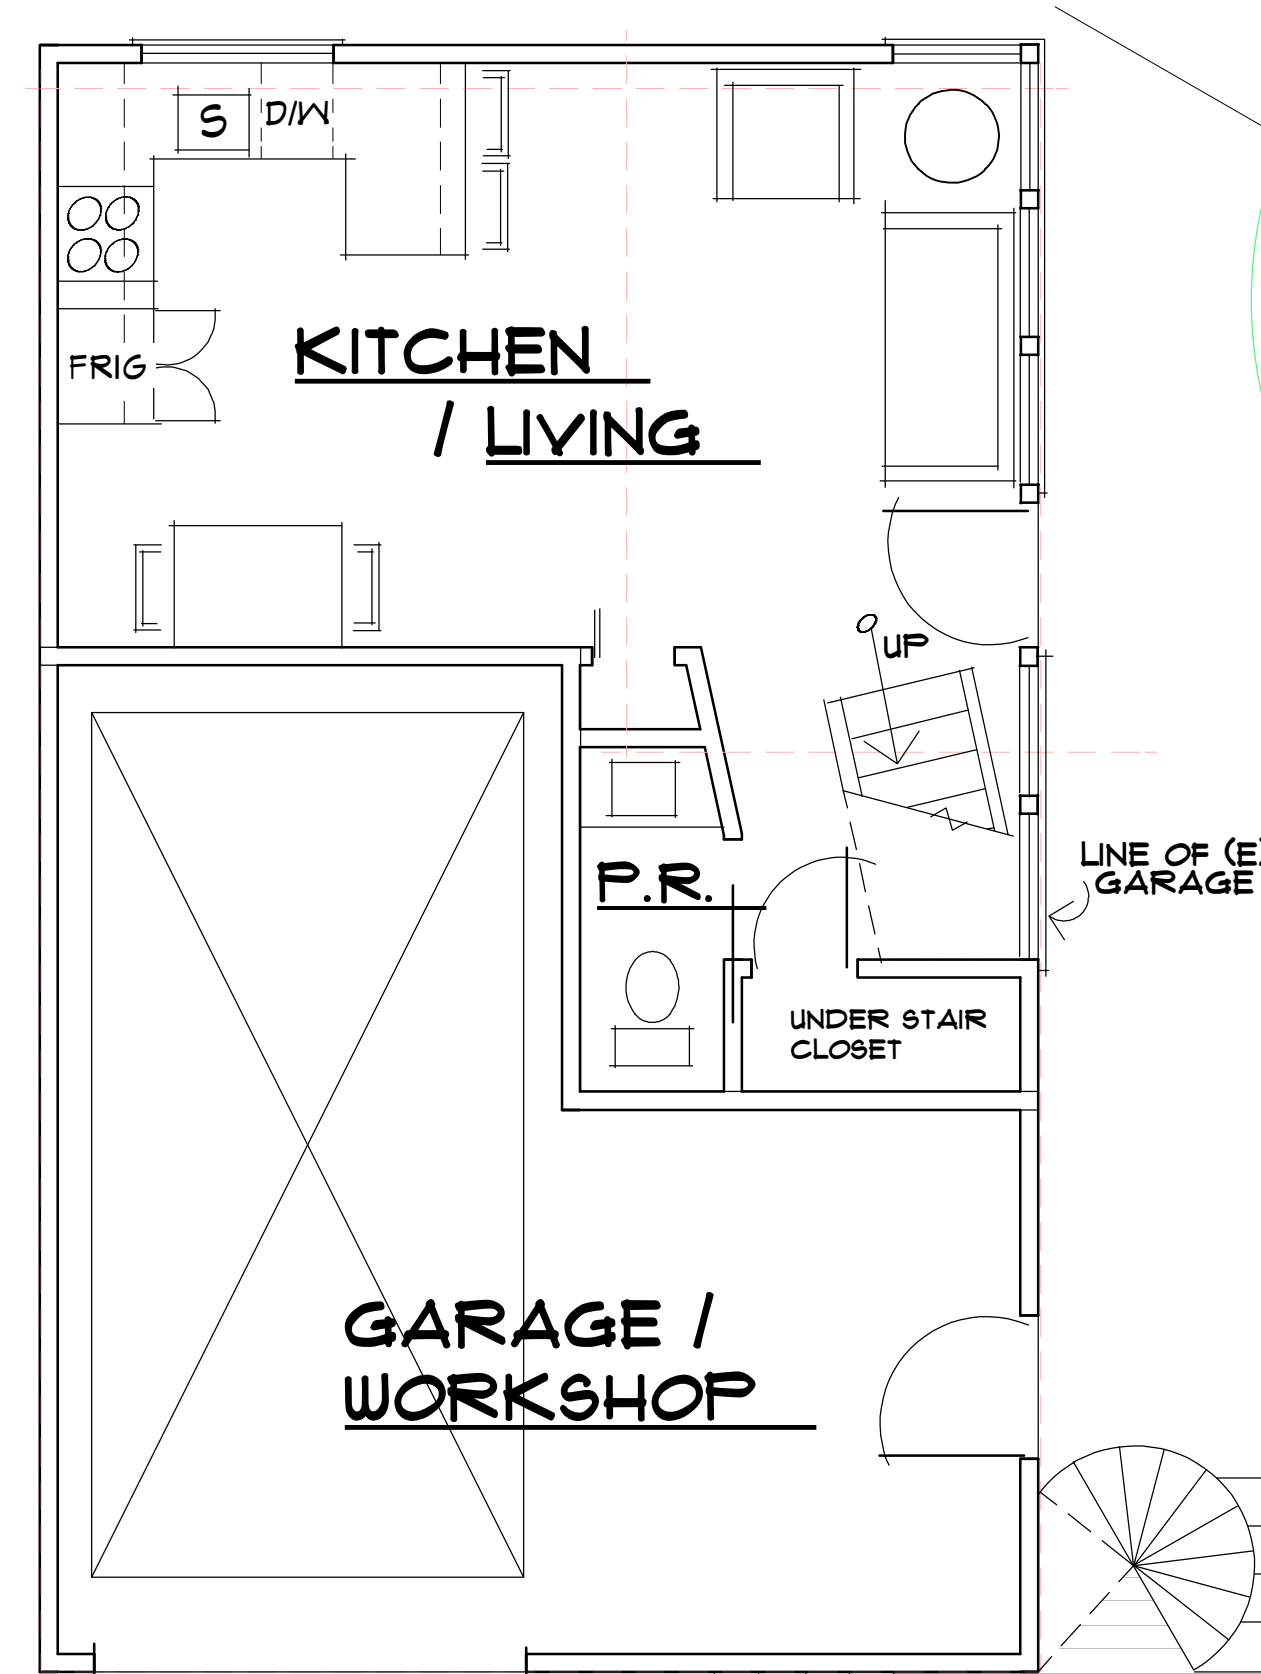 S
D/W
FRIG
KITCHEN
/ LIVING
UP
LINE OF (E)
GARAGE
P.R.
UNDER STAIR
CLOSET
GARAGE /
WORKSHOP